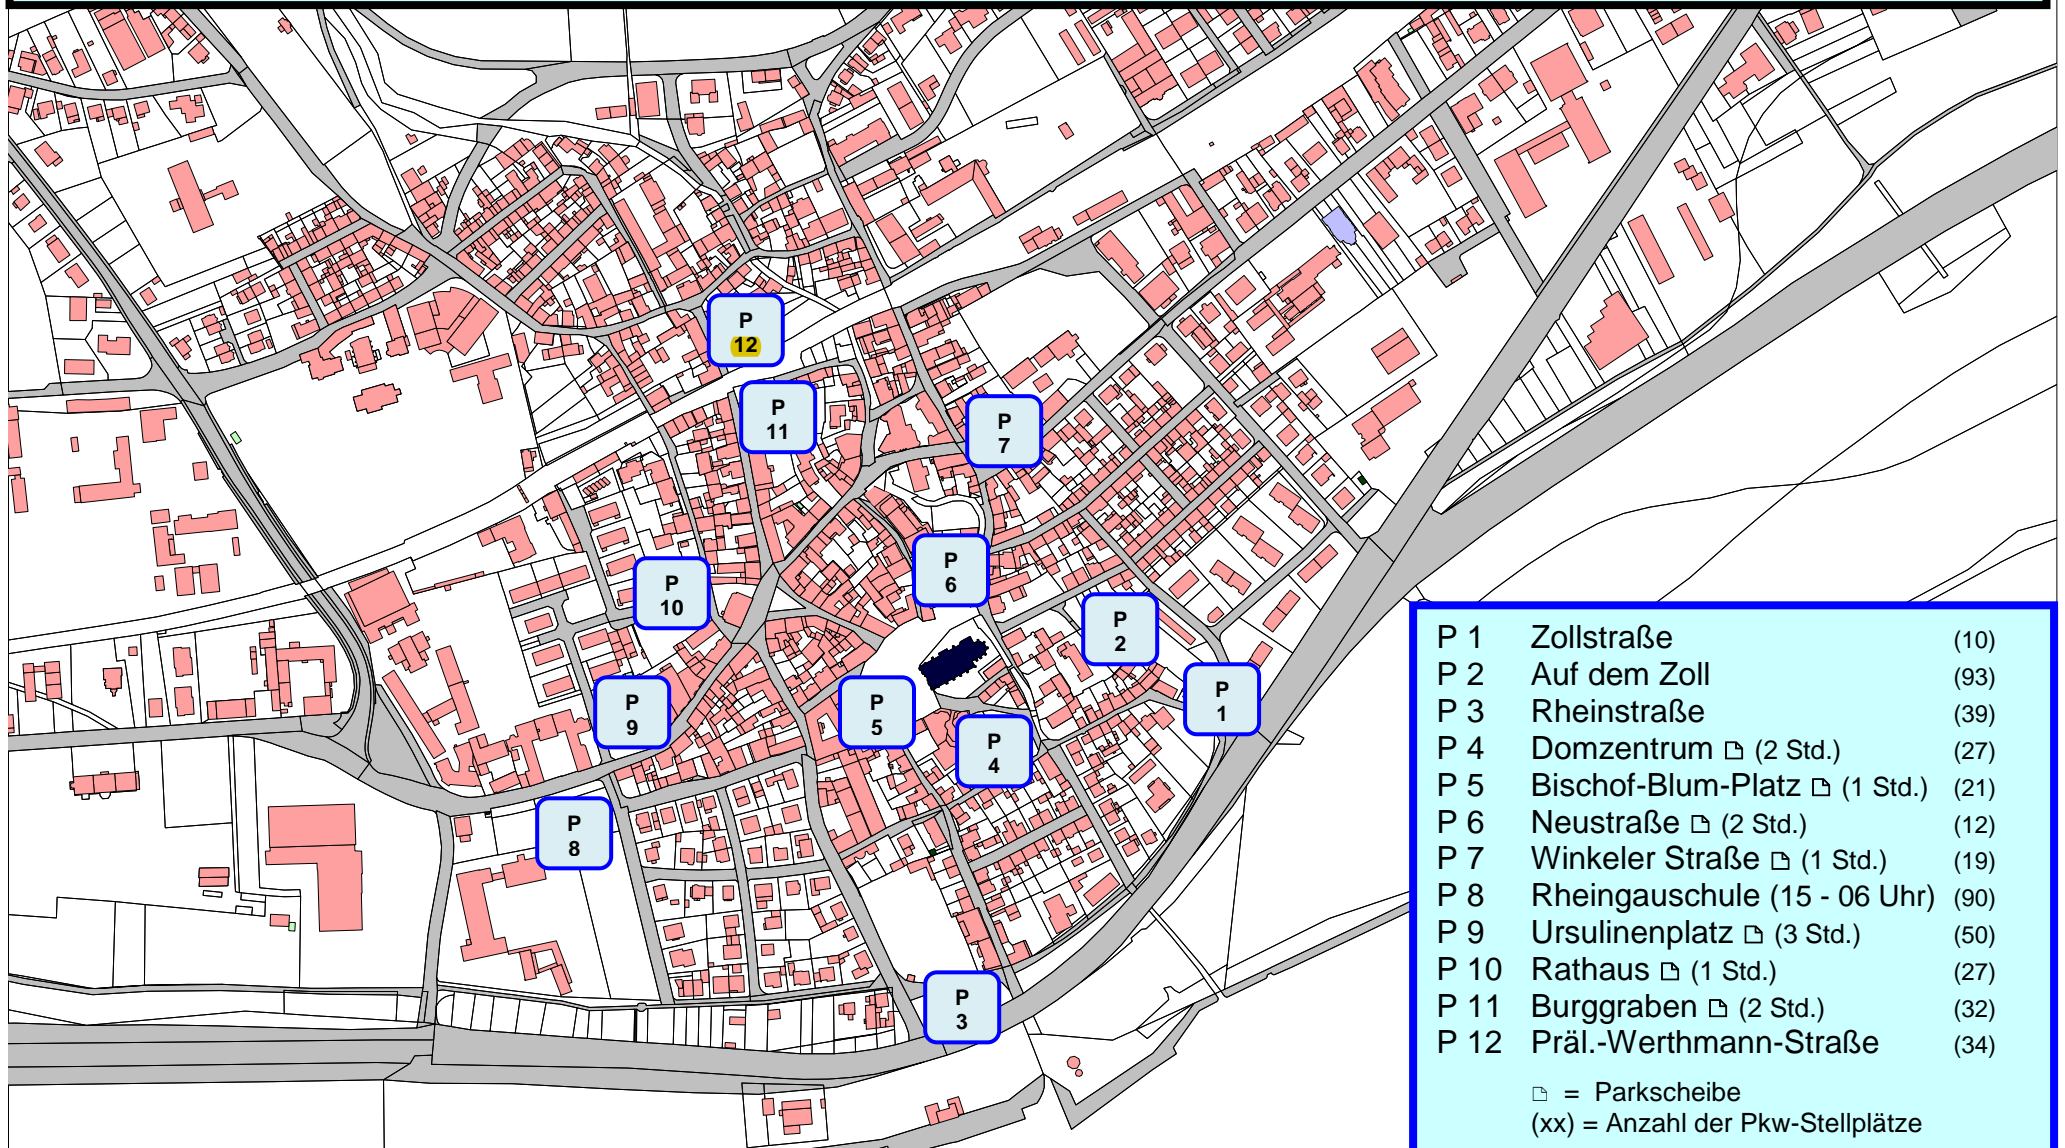 P
12
P
11
P
7
P
6
P
10
P
2
P
1
P
9
P
5
P
4
P
8
P
3
P 1 Zollstraße (10)
P 2 Auf dem Zoll (93)
P 3 Rheinstraße (39)
P 4 Domzentrum 🗅 (2 Std.) (27)
P 5 Bischof-Blum-Platz 🗅 (1 Std.) (21)
P 6 Neustraße 🗅 (2 Std.) (12)
P 7 Winkeler Straße 🗅 (1 Std.) (19)
P 8 Rheingauschule (15 - 06 Uhr) (90)
P 9 Ursulinenplatz 🗅 (3 Std.) (50)
P 10 Rathaus 🗅 (1 Std.) (27)
P 11 Burggraben 🗅 (2 Std.) (32)
P 12 Präl.-Werthmann-Straße (34)
🗅 = Parkscheibe
(xx) = Anzahl der Pkw-Stellplätze